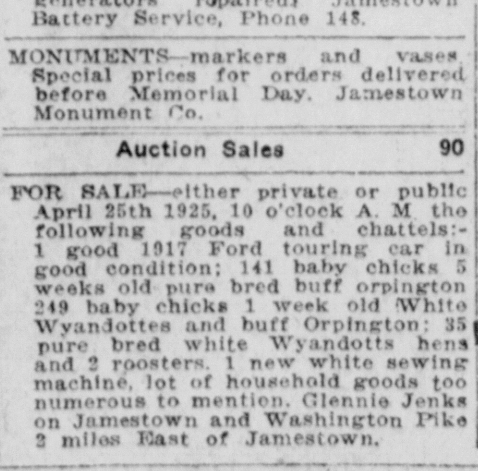 generators repaired, Jamestown
Battery Service, Phone 148.
MONUMENTS—markers and vases
Special prices for orders delivered
before Memorial Day. Jamestown
Monument Co.
Auction Sales 90
FOR SALE—either private or public
April 25th 1925, 10 o'clock A. M the
following goods and chattels:-
1 good 1917 Ford touring car in
good condition; 141 baby chicks 5
weeks old pure bred buff orpington
249 baby chicks 1 week old White
Wyandottes and buff Orpington; 35
pure bred white Wyandotts hens
and 2 roosters. 1 new white sewing
machine, lot of household goods too
numerous to mention. Glennie Jenks
on Jamestown and Washington Pike
2 miles East of Jamestown.